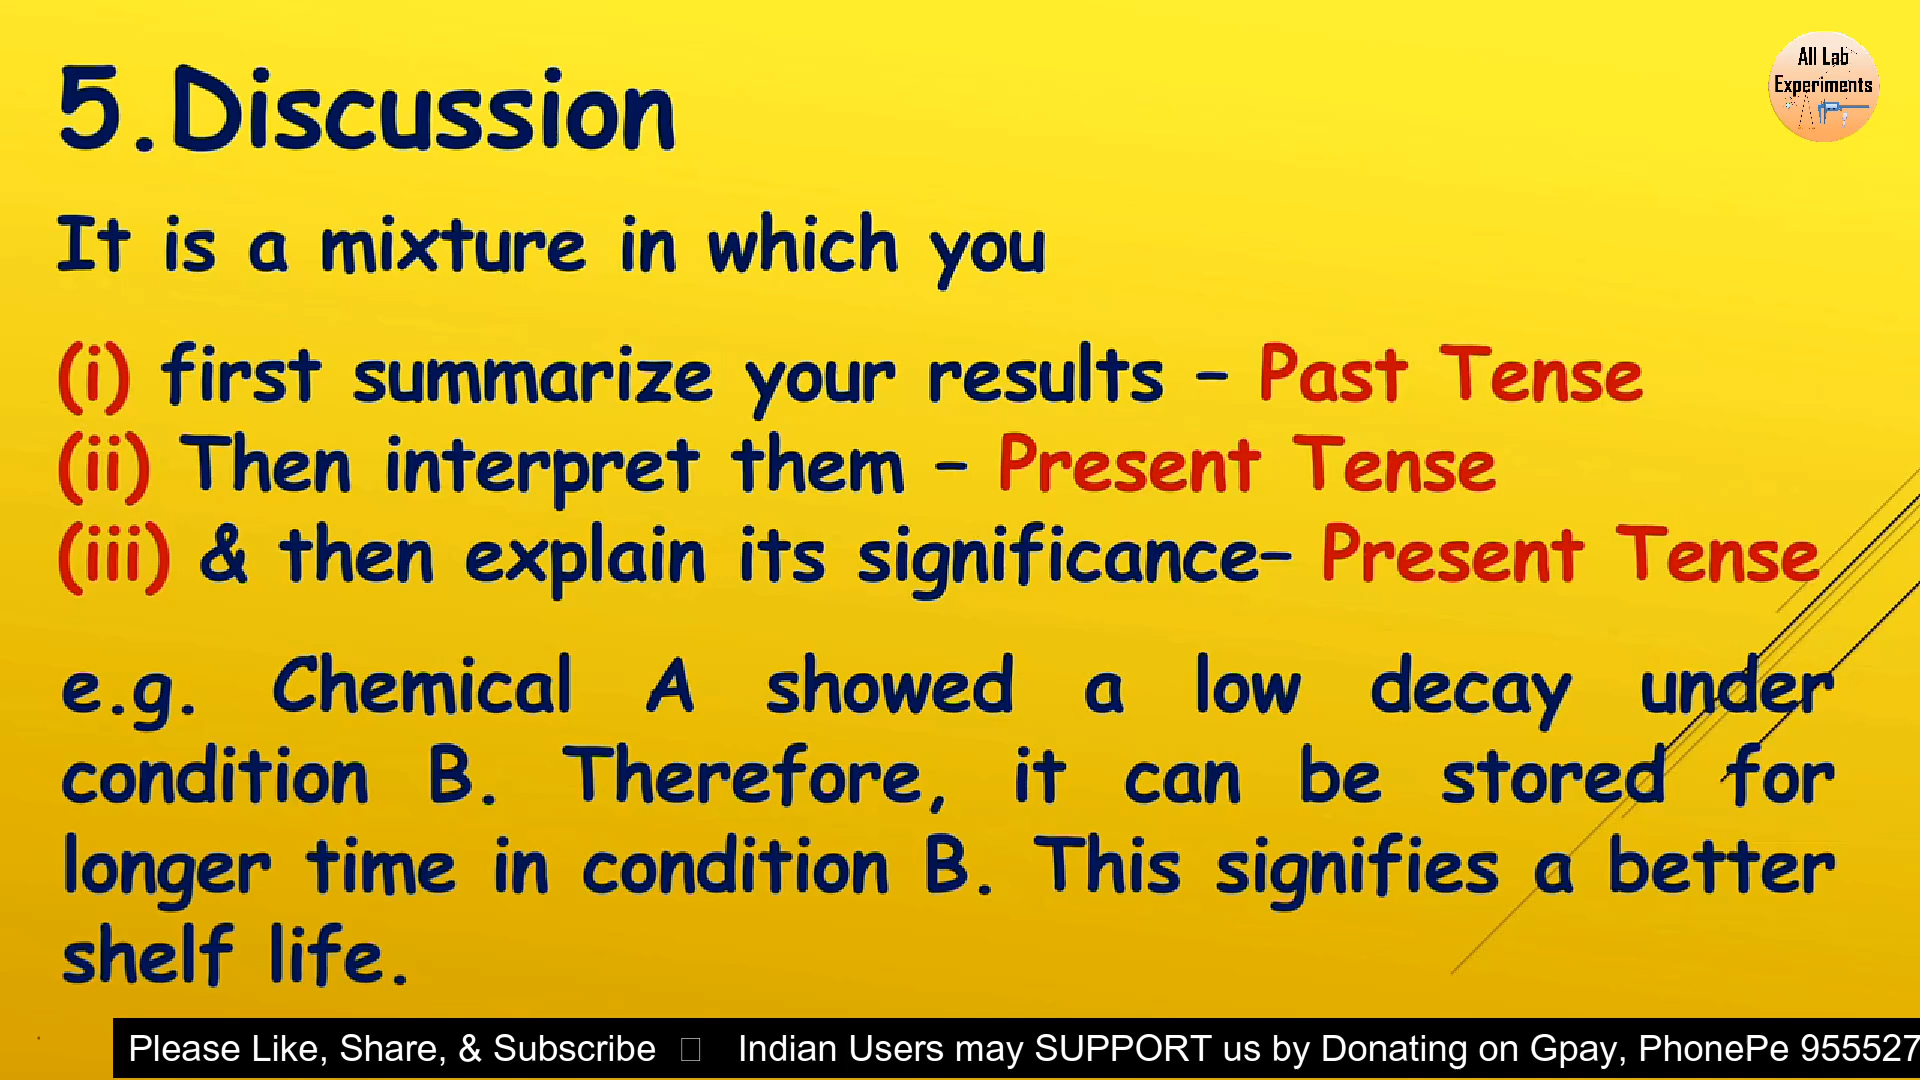 All Lab
Experiments
5.Discussion
It is a mixture in which you
(i) first summarize your results – Past Tense
(ii) Then interpret them – Present Tense
(iii) & then explain its significance– Present Tense
e.g. Chemical A showed a low decay under
condition B. Therefore, it can be stored for
longer time in condition B. This signifies a better
shelf life.
Please Like, Share, & Subscribe Indian Users may SUPPORT us by Donating on Gpay, PhonePe 955527